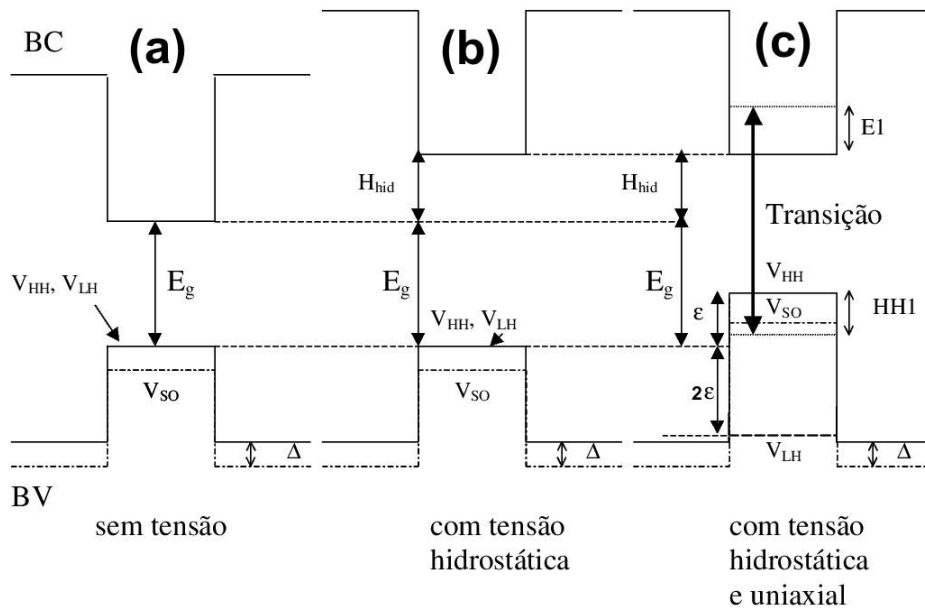 (a)
(b)
(c)
BC
E1
H_hid
H_hid
Transição
V_HH, V_LH
E_g
E_g
E_g
V_HH
ε
V_SO
HH1
V_HH, V_LH
V_SO
V_SO
2ε
Δ
Δ
V_LH
Δ
BV
sem tensão
com tensão
hidrostática
com tensão
hidrostática
e uniaxial